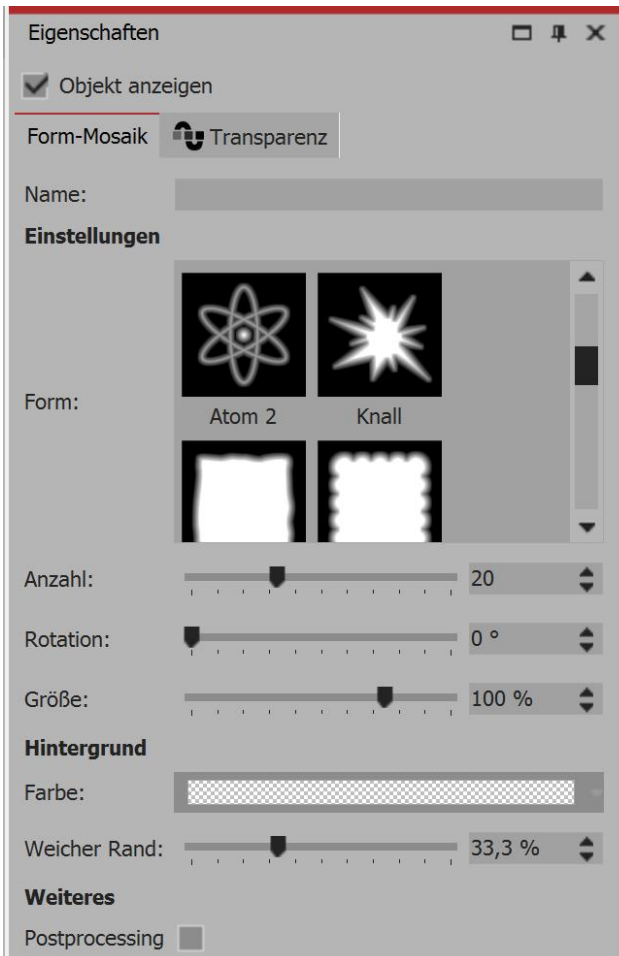 Eigenschaften
Objekt anzeigen
Form-Mosaik Transparenz
Name:
Einstellungen
Form:
Atom 2 Knall
Anzahl: 20
Rotation: 0 °
Größe: 100 %
Hintergrund
Farbe:
Weicher Rand: 33,3 %
Weiteres
Postprocessing